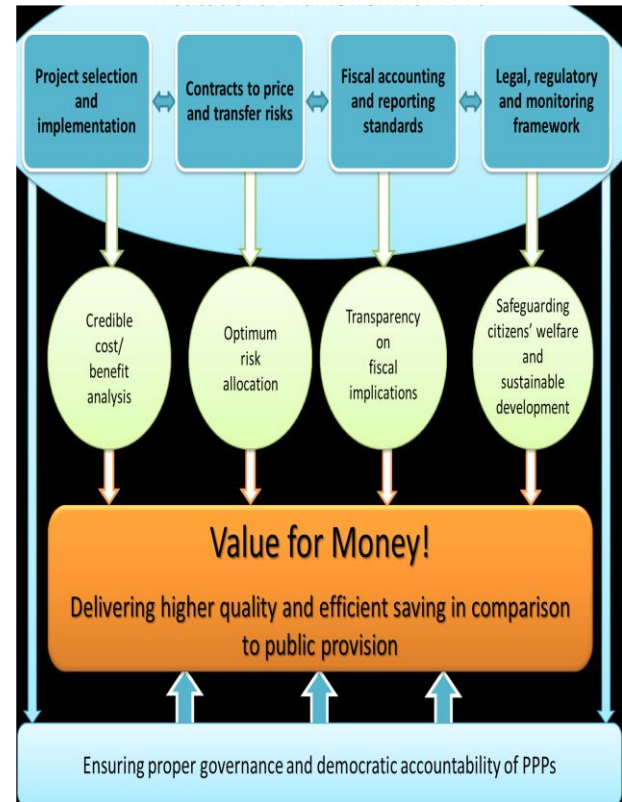 Project selection
and
implementation
Contracts to price
and transfer risks
Fiscal accounting
and reporting
standards
Legal, regulatory
and monitoring
framework
Credible
cost/
benefit
analysis
Optimum
risk
allocation
Transparency
on
fiscal
implications
Safeguarding
citizens’ welfare
and
sustainable
development
Value for Money!
Delivering higher quality and efficient saving in comparison
to public provision
Ensuring proper governance and democratic accountability of PPPs